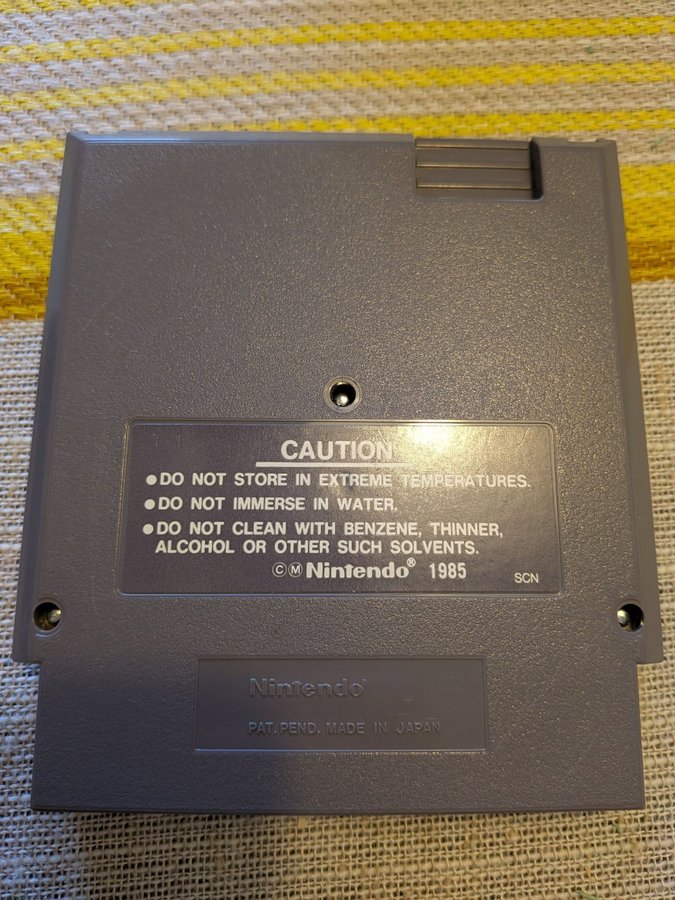 CAUTION
●DO NOT STORE IN EXTREME TEMPERATURES.
●DO NOT IMMERSE IN WATER.
●DO NOT CLEAN WITH BENZENE, THINNER,
ALCOHOL OR OTHER SUCH SOLVENTS.
ⒸⓂNintendo® 1985 SCN
Nintendo®
PAT. PEND. MADE IN JAPAN